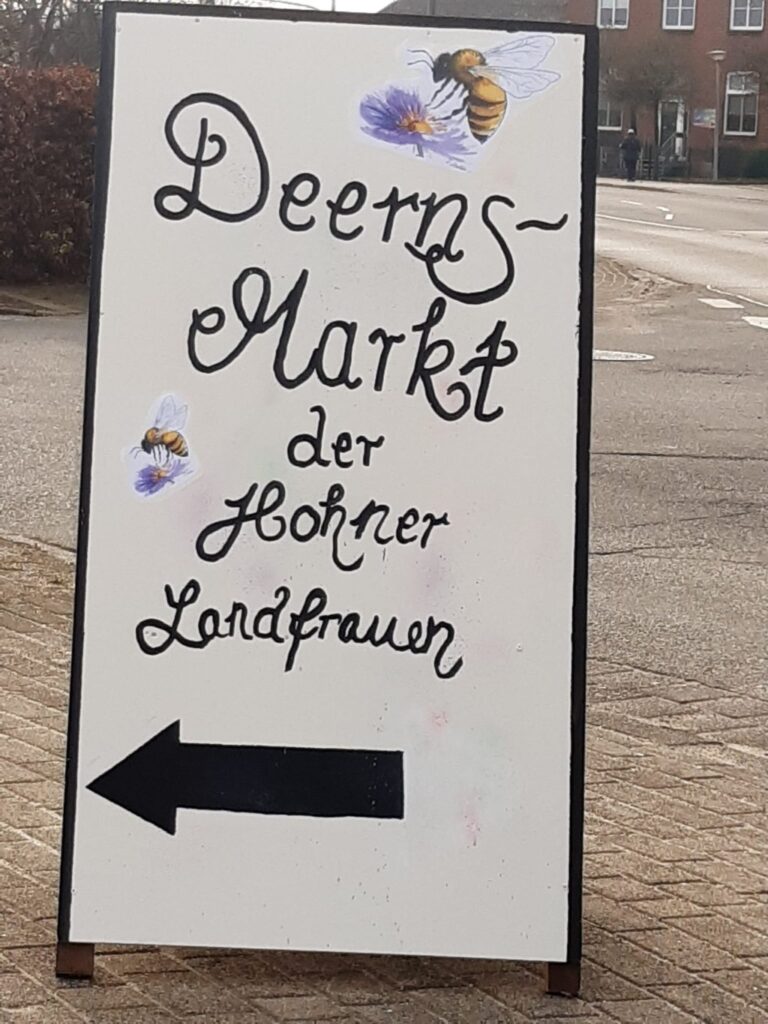 Deerns-
Markt
der
Hohner
Landfrauen